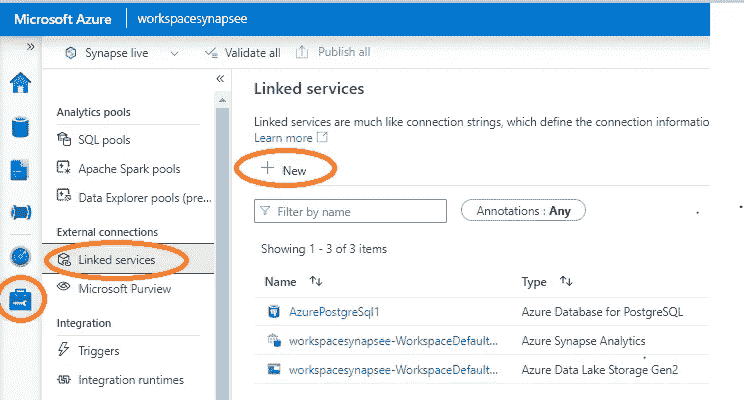 Microsoft Azure workspacesynapsee
»
Synapse live Validate all Publish all
«
Analytics pools
SQL pools
Apache Spark pools
Data Explorer pools (pre...
External connections
Linked services
Microsoft Purview
Integration
Triggers
Integration runtimes
Linked services
Linked services are much like connection strings, which define the connection informatio
Learn more
+ New
Filter by name
Annotations : Any
Showing 1 - 3 of 3 items
Name Type
AzurePostgreSql1 Azure Database for PostgreSQL
workspacesynapsee-WorkspaceDefault... Azure Synapse Analytics
workspacesynapsee-WorkspaceDefault... Azure Data Lake Storage Gen2